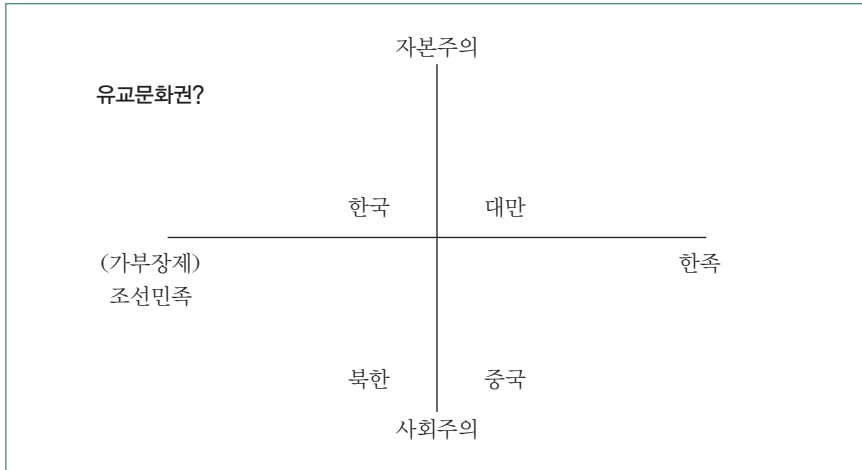 자본주의
유교문화권?
한국 대만
(가부장제) 한족
조선민족
북한 중국
사회주의